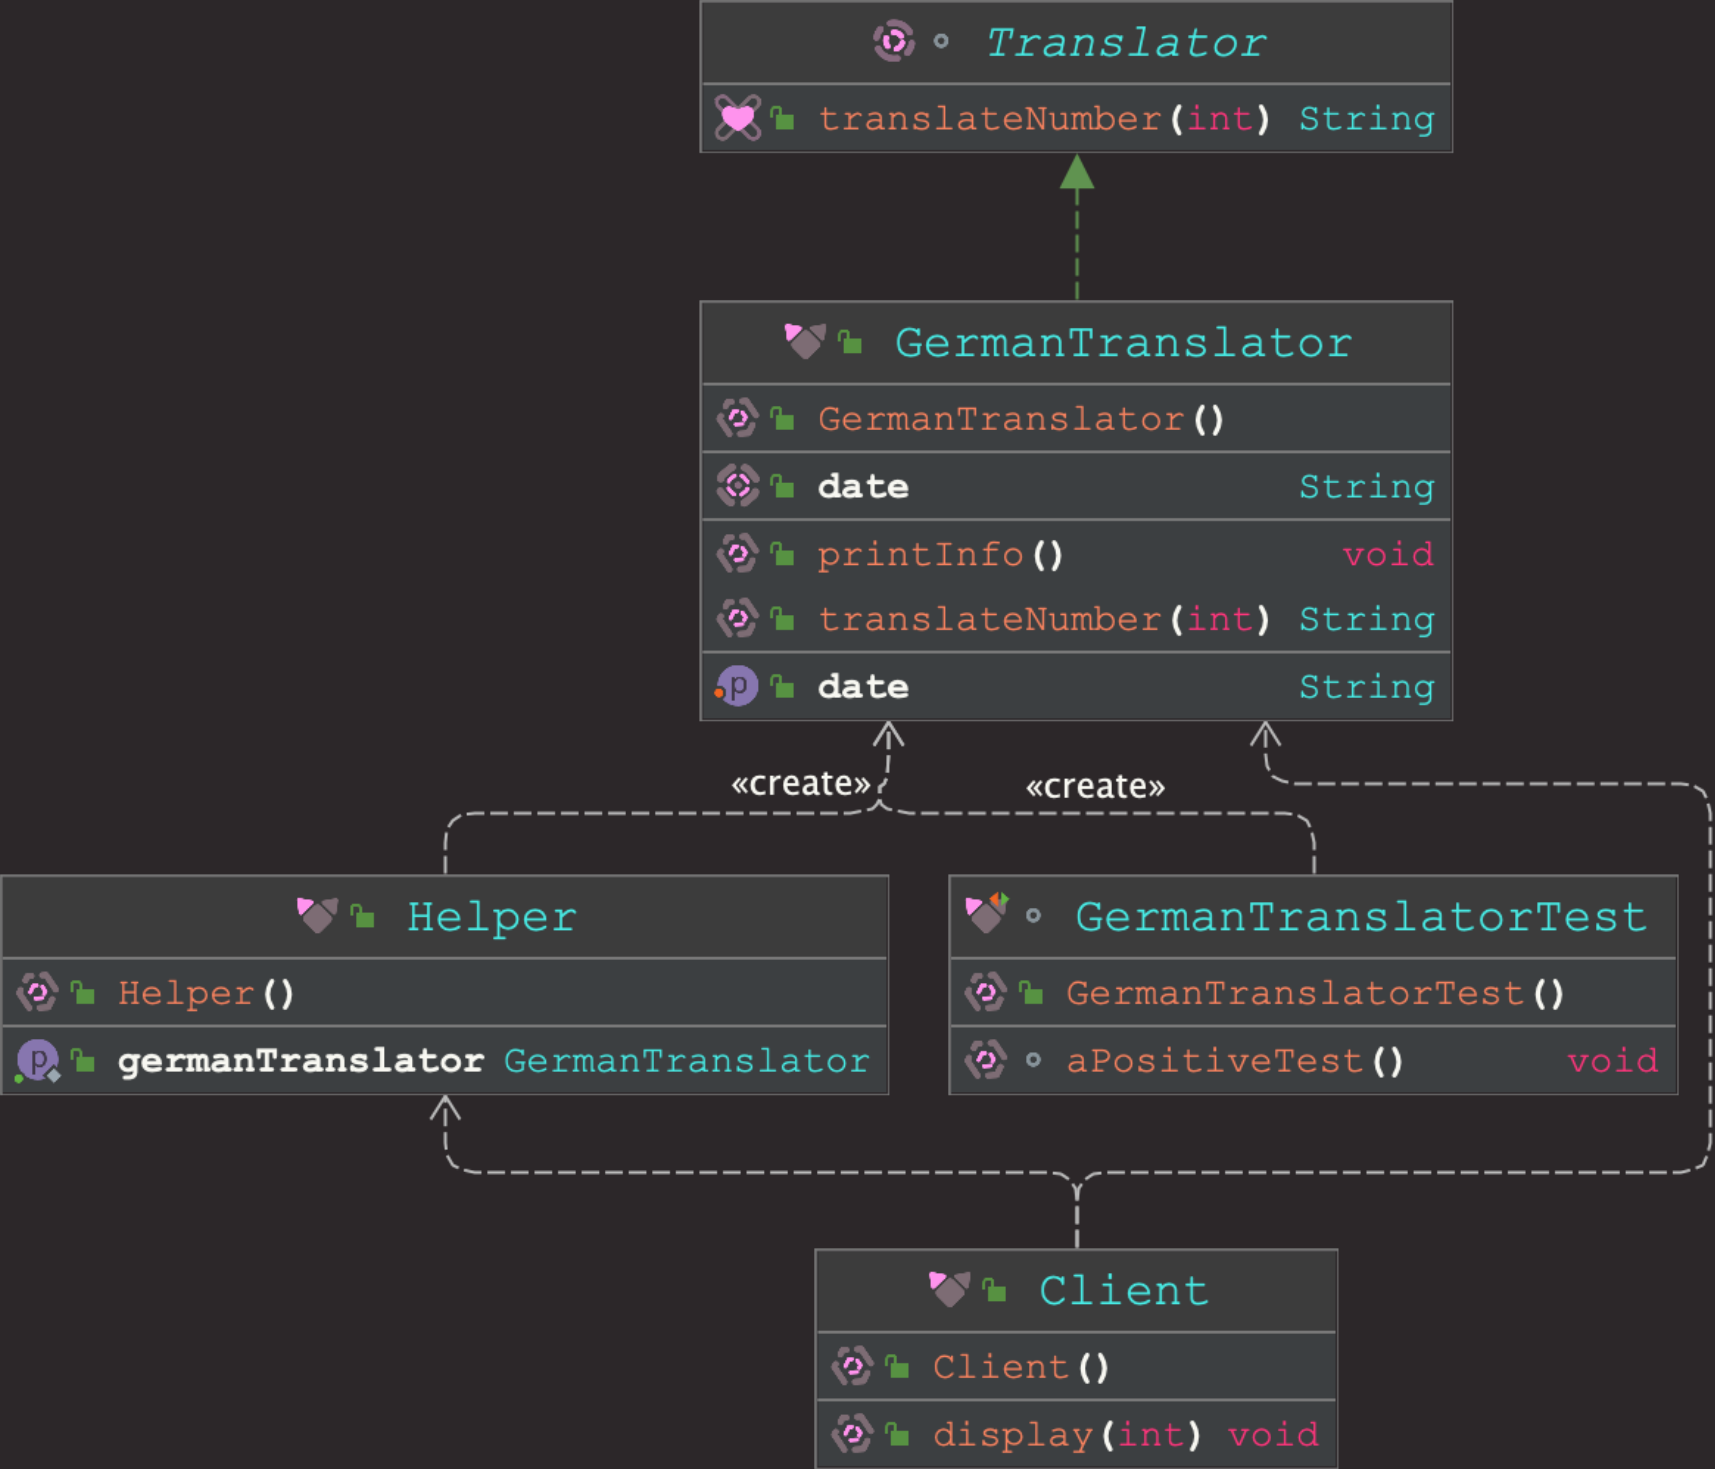 Translator
translateNumber(int) String
GermanTranslator
GermanTranslator()
date String
printInfo() void
translateNumber(int) String
p date String
«create» «create»
Helper
Helper()
p germanTranslator GermanTranslator
GermanTranslatorTest
GermanTranslatorTest()
aPositiveTest() void
Client
Client()
display(int) void